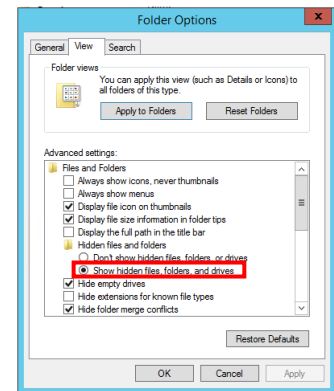 Folder Options
x
General View Search
Folder views
You can apply this view (such as Details or Icons) to
all folders of this type.
Apply to Folders Reset Folders
Advanced settings:
Files and Folders
Always show icons, never thumbnails
Always show menus
Display file icon on thumbnails
Display file size information in folder tips
Display the full path in the title bar
Hidden files and folders
Don't show hidden files, folders, or drives
Show hidden files, folders, and drives
Hide empty drives
Hide extensions for known file types
Hide folder merge conflicts
Restore Defaults
OK Cancel Apply